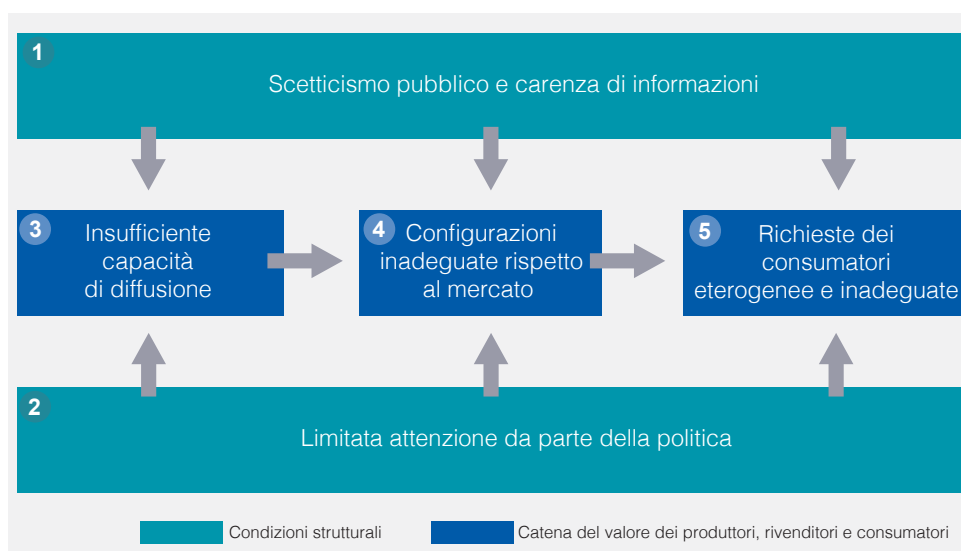 1
Scetticismo pubblico e carenza di informazioni
3
Insufficiente
capacità
di diffusione
4
Configurazioni
inadeguate rispetto
al mercato
5
Richieste dei
consumatori
eterogenee e inadeguate
2
Limitata attenzione da parte della politica
Condizioni strutturali
Catena del valore dei produttori, rivenditori e consumatori